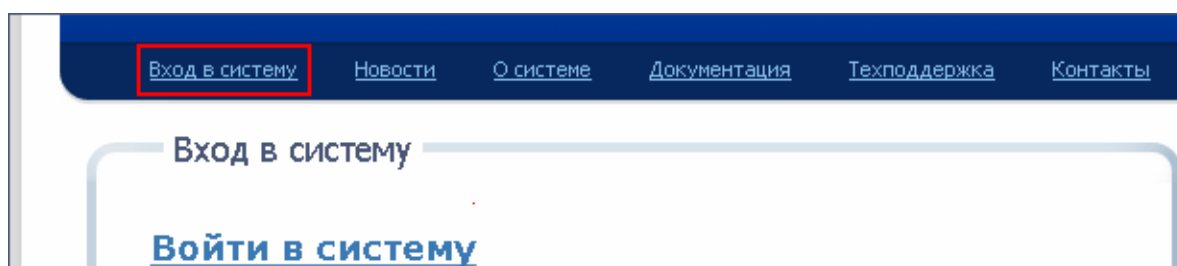 Вход в систему Новости О системе Документация Техподдержка Контакты
Вход в систему
Войти в систему